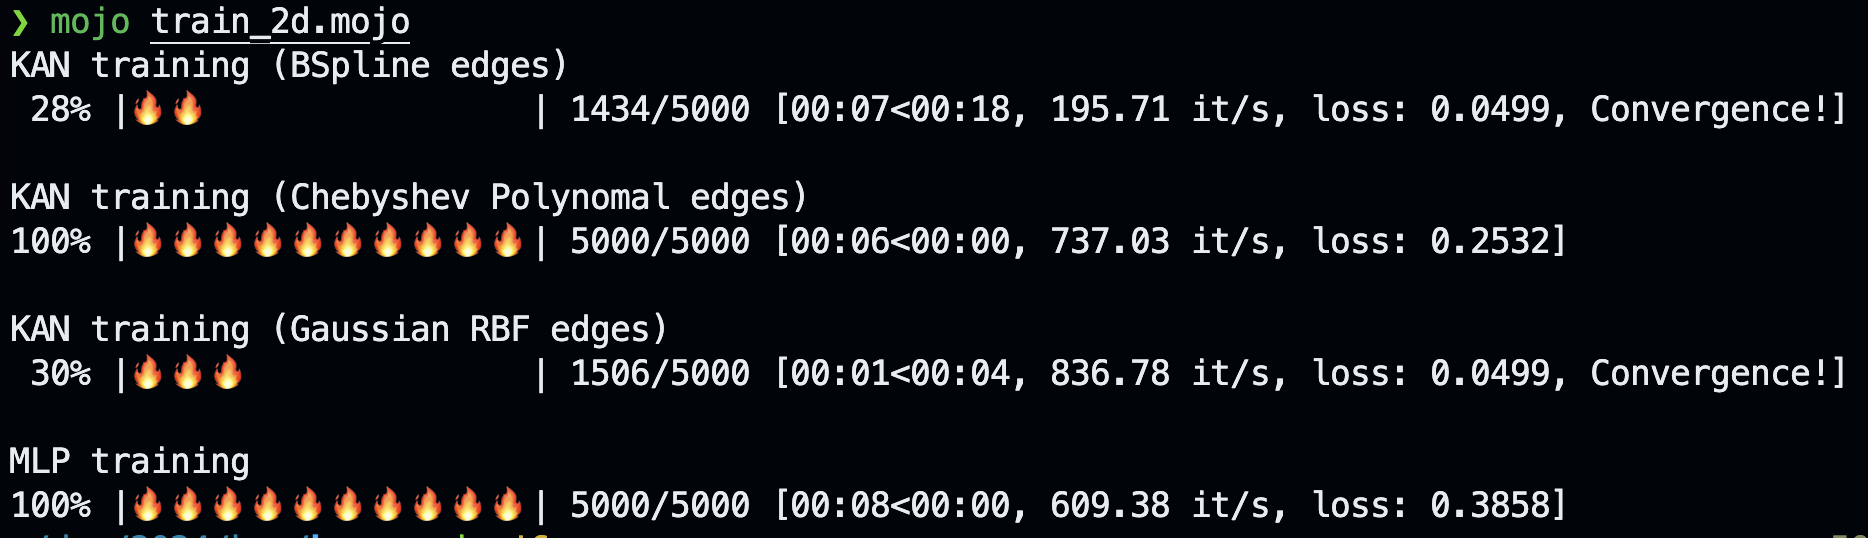 ❯ mojo train_2d.mojo
KAN training (BSpline edges)
28% |🔥🔥 | 1434/5000 [00:07<00:18, 195.71 it/s, loss: 0.0499, Convergence!]
KAN training (Chebyshev Polynomal edges)
100% |🔥🔥🔥🔥🔥🔥🔥🔥🔥🔥| 5000/5000 [00:06<00:00, 737.03 it/s, loss: 0.2532]
KAN training (Gaussian RBF edges)
30% |🔥🔥🔥 | 1506/5000 [00:01<00:04, 836.78 it/s, loss: 0.0499, Convergence!]
MLP training
100% |🔥🔥🔥🔥🔥🔥🔥🔥🔥🔥| 5000/5000 [00:08<00:00, 609.38 it/s, loss: 0.3858]